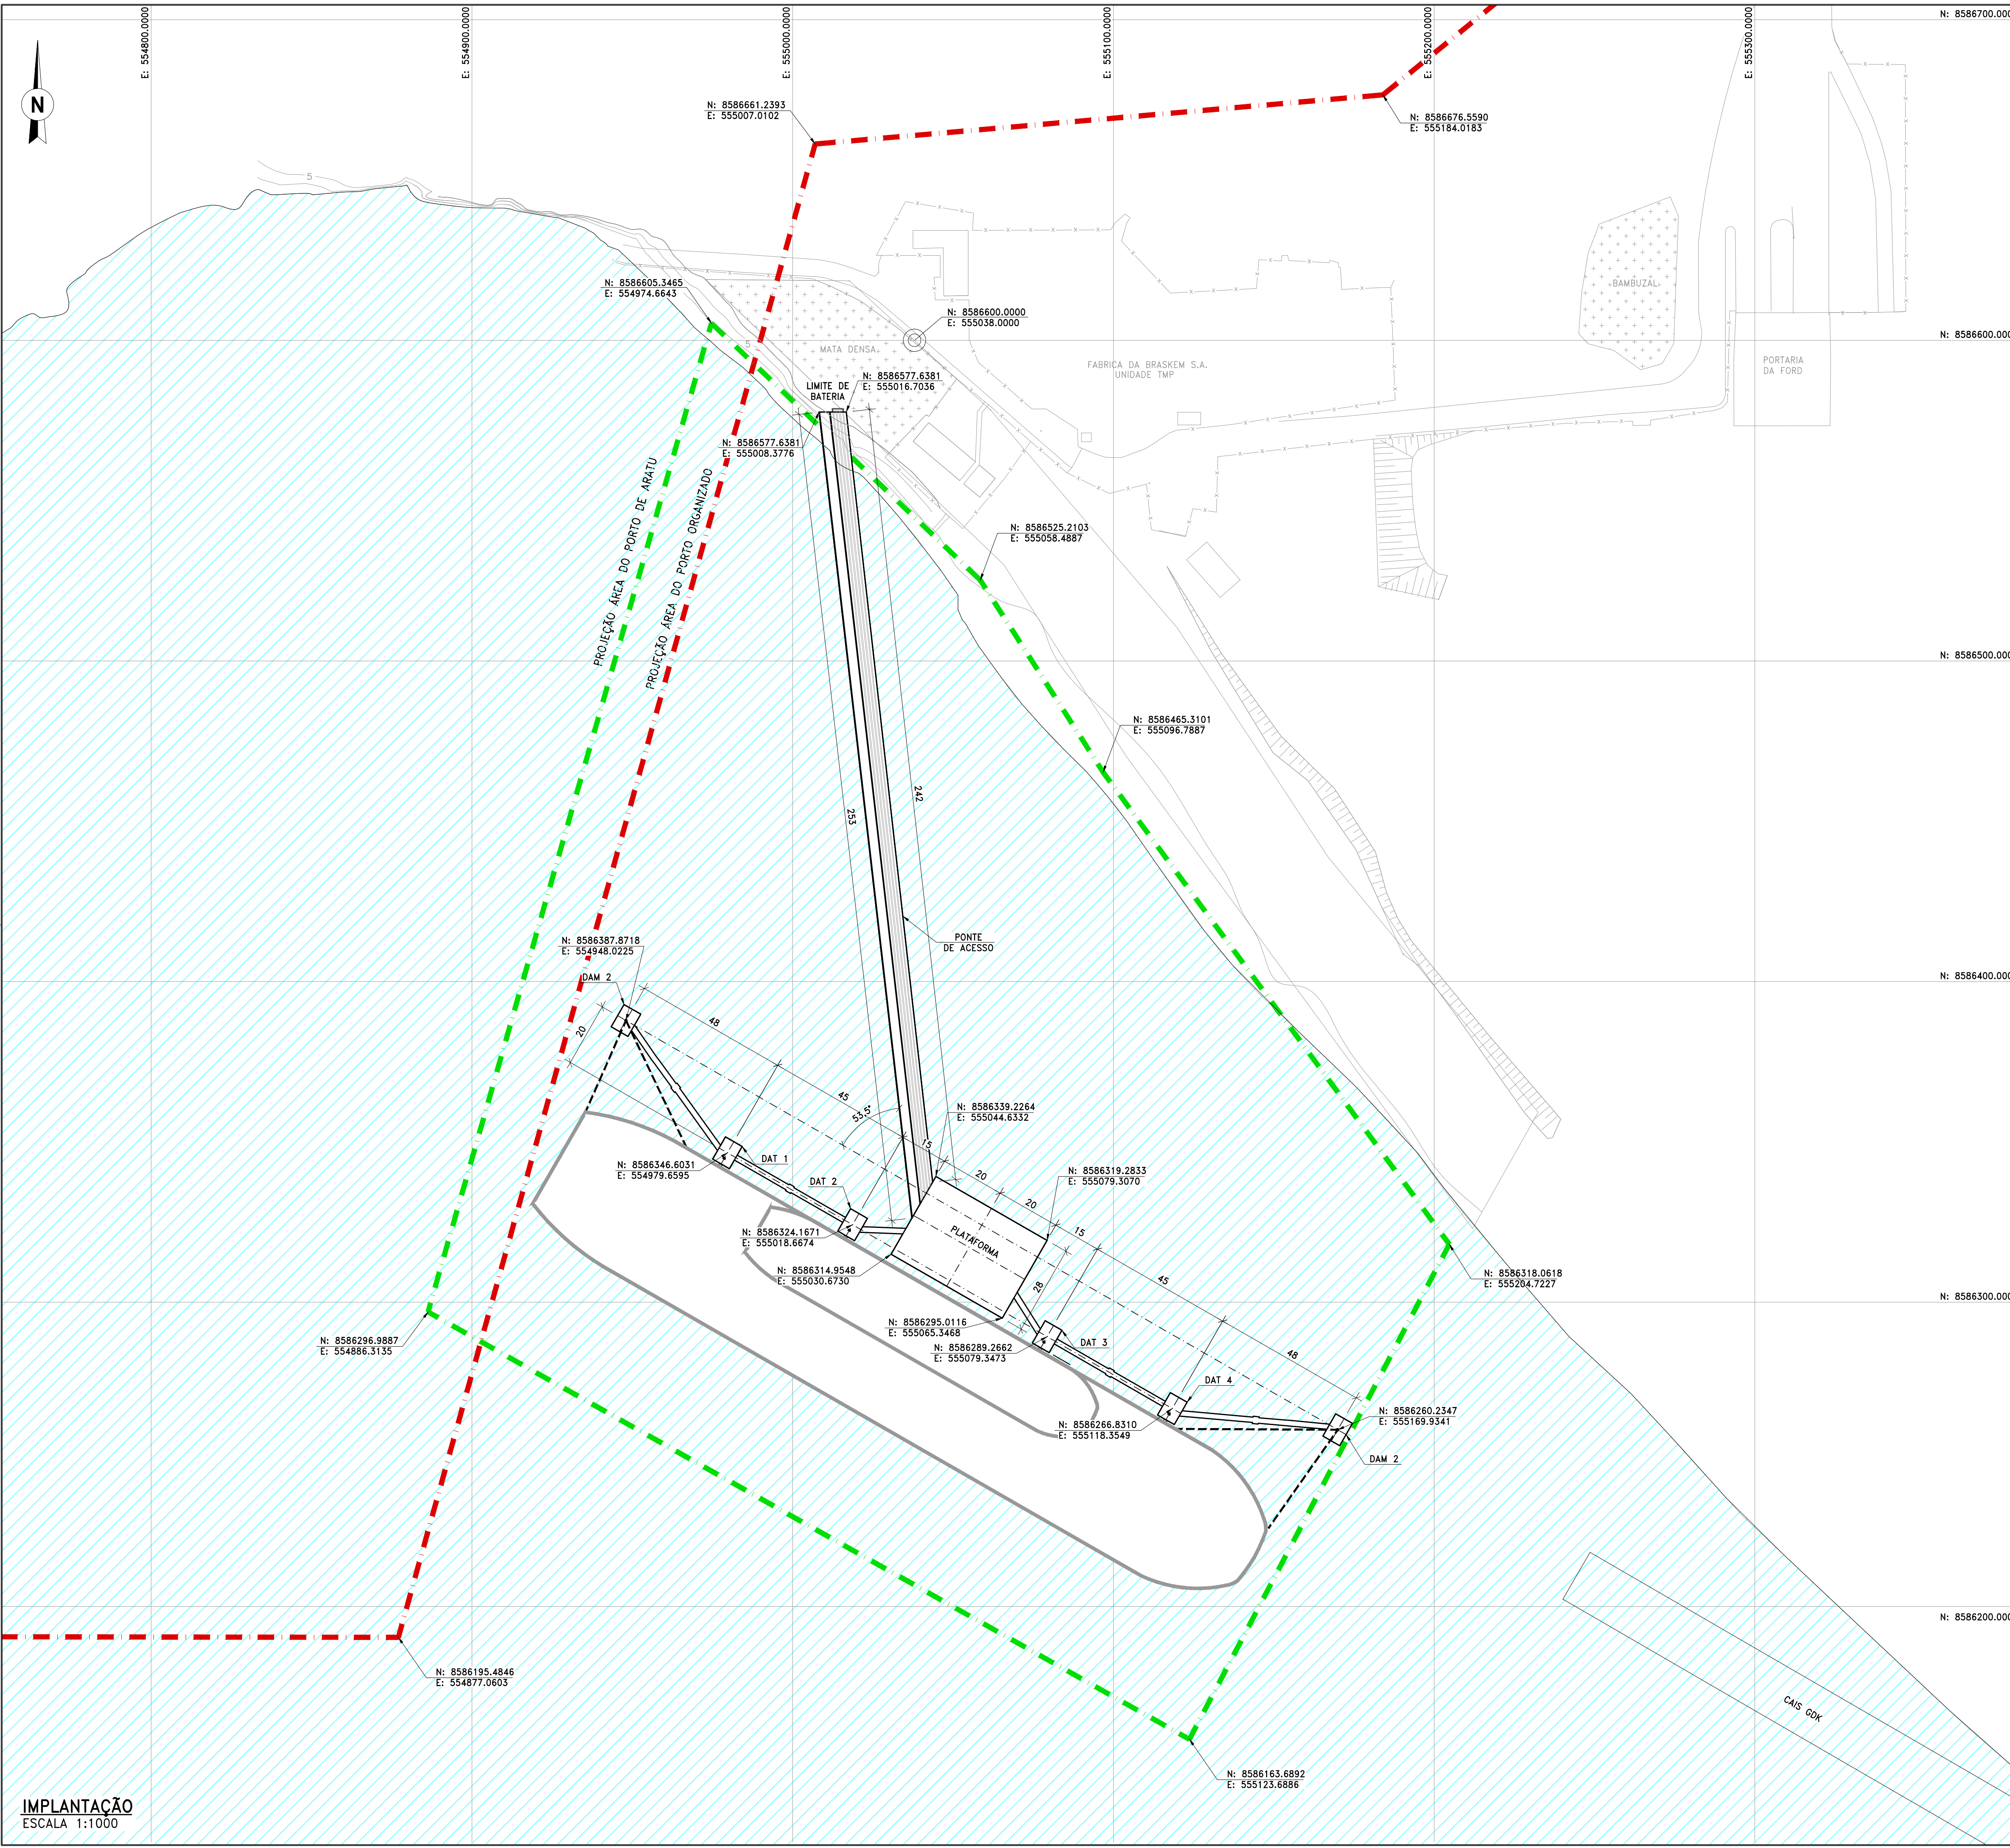 E: 554800.0000
E: 554900.0000
E: 555000.0000
E: 555100.0000
E: 555200.0000
E: 555300.0000
N: 8586700.000
N
N: 8586661.2393
E: 555007.0102
N: 8586676.5590
E: 555184.0183
5
N: 8586605.3465
E: 554974.6643
BAMBUZAL
N: 8586600.0000
E: 555038.0000
N: 8586600.000
5
MATA DENSA
FABRICA DA BRASKEM S.A.
UNIDADE TMP
PORTARIA
DA FORD
LIMITE DE
BATERIA
N: 8586577.6381
E: 555016.7036
N: 8586577.6381
E: 555008.3776
PROJEÇÃO ÁREA DO PORTO DE ARATU
PROJEÇÃO ÁREA DO PORTO ORGANIZADO
N: 8586525.2103
E: 555058.4887
N: 8586500.000
N: 8586465.3101
E: 555096.7887
242
253
PONTE
DE ACESSO
N: 8586387.8718
E: 554948.0225
DAM 2
N: 8586400.000
20
48
45
53,5°
N: 8586339.2264
E: 555044.6332
15
20
20
15
N: 8586319.2833
E: 555079.3070
DAT 1
N: 8586346.6031
E: 554979.6595
DAT 2
N: 8586324.1671
E: 555018.6674
PLATAFORMA
N: 8586314.9548
E: 555030.6730
28
45
N: 8586318.0618
E: 555204.7227
N: 8586300.000
N: 8586296.9887
E: 554886.3135
N: 8586295.0116
E: 555065.3468
N: 8586289.2662
E: 555079.3473
DAT 3
48
DAT 4
N: 8586266.8310
E: 555118.3549
N: 8586260.2347
E: 555169.9341
DAM 2
N: 8586200.000
N: 8586195.4846
E: 554877.0603
CAIS GDK
N: 8586163.6892
E: 555123.6886
IMPLANTAÇÃO
ESCALA 1:1000